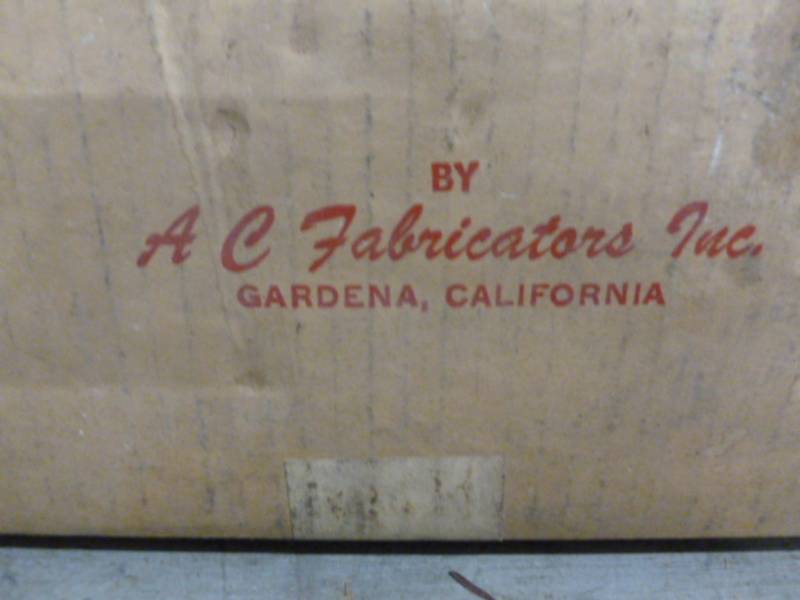 BY
A C Fabricators Inc.
GARDENA, CALIFORNIA